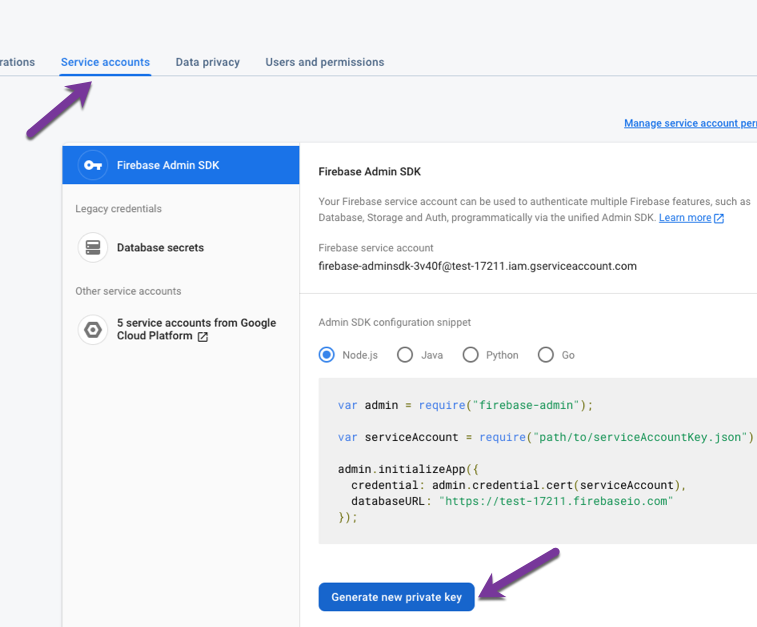 rations Service accounts Data privacy Users and permissions
Manage service account per
Firebase Admin SDK
Legacy credentials
Database secrets
Other service accounts
5 service accounts from Google
Cloud Platform
Firebase Admin SDK
Your Firebase service account can be used to authenticate multiple Firebase features, such as
Database, Storage and Auth, programmatically via the unified Admin SDK. Learn more
Firebase service account
firebase-adminsdk-3v40f@test-17211.iam.gserviceaccount.com
Admin SDK configuration snippet
Node.js Java Python Go
var admin = require("firebase-admin");
var serviceAccount = require("path/to/serviceAccountKey.json")
admin.initializeApp({
  credential: admin.credential.cert(serviceAccount),
  databaseURL: "https://test-17211.firebaseio.com"
});
Generate new private key